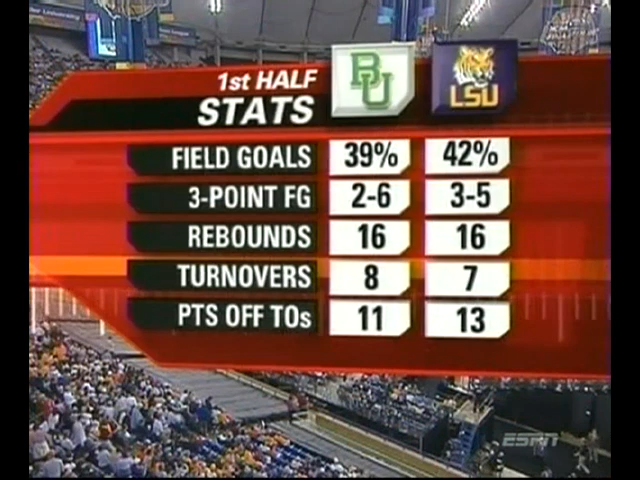 1st HALF
STATS
BU
LSU
FIELD GOALS 39% 42%
3-POINT FG 2-6 3-5
REBOUNDS 16 16
TURNOVERS 8 7
PTS OFF TOs 11 13
ESPN